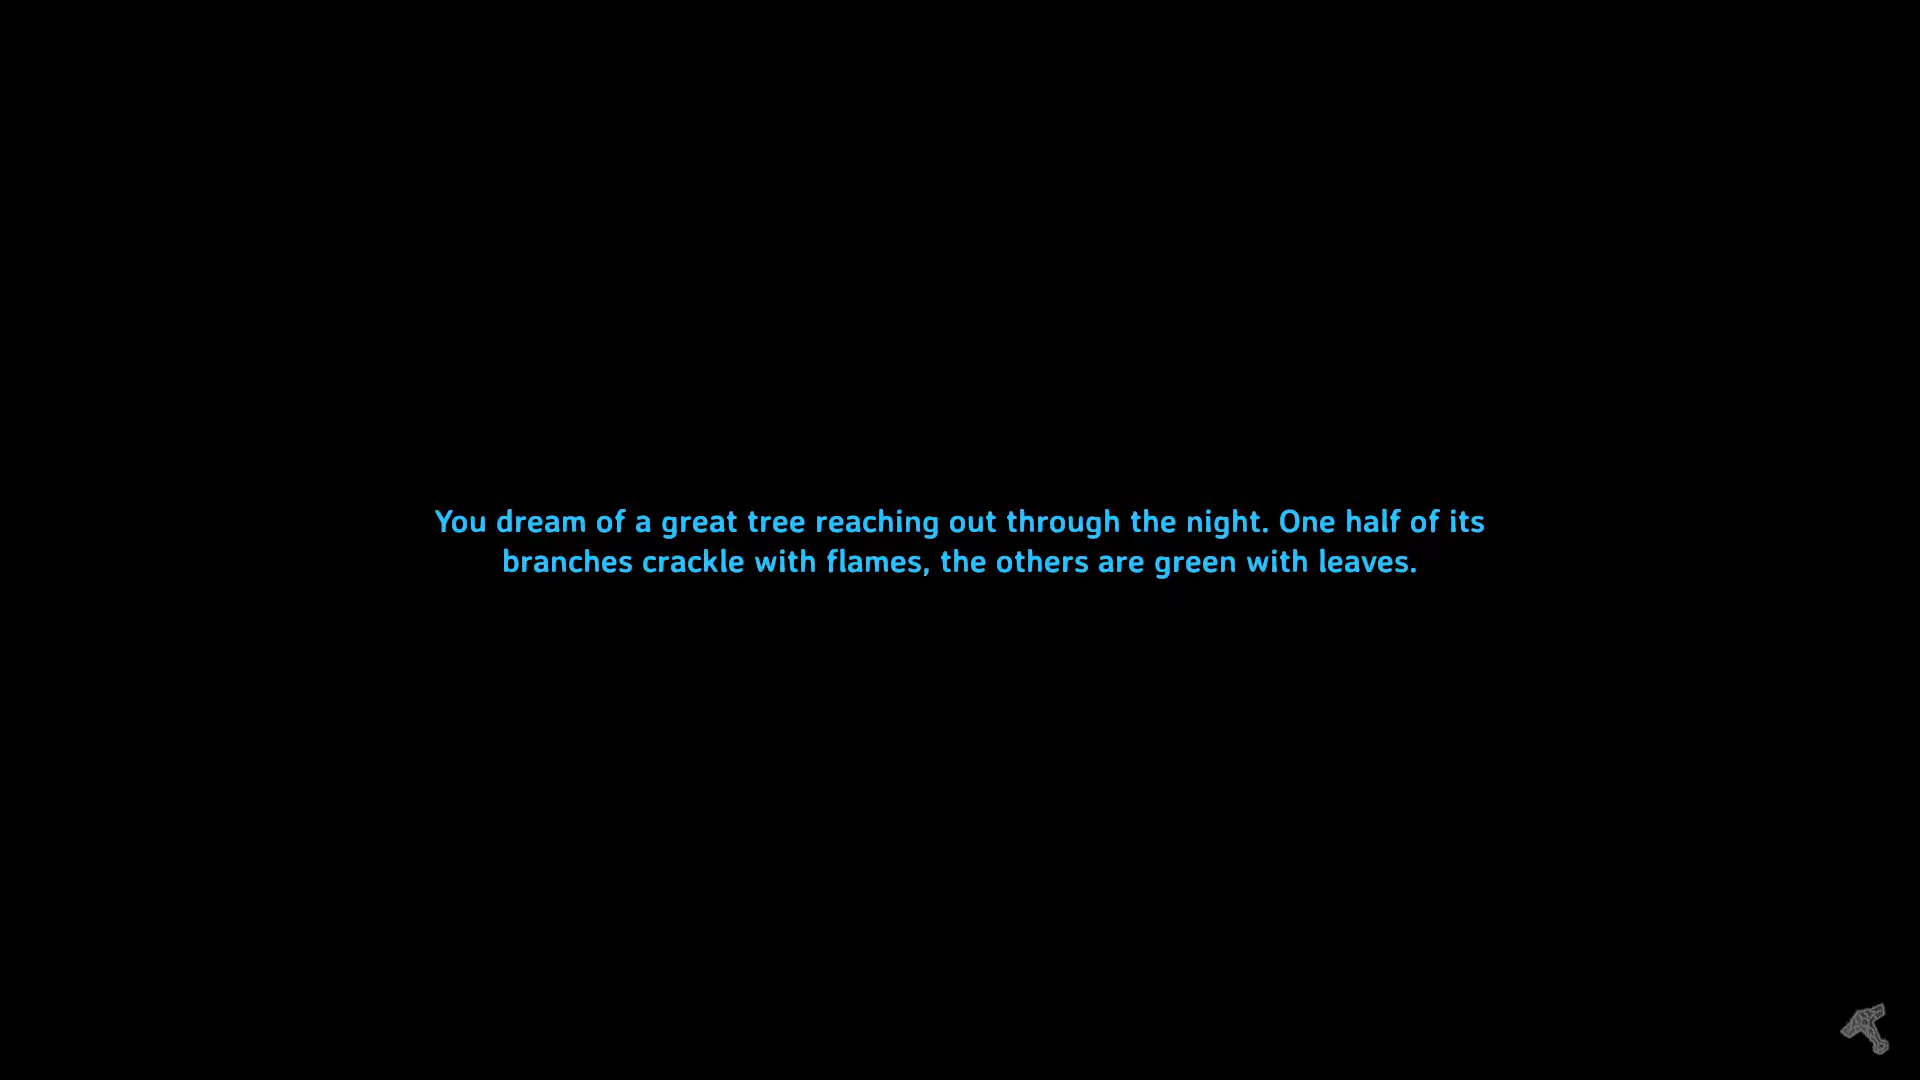 You dream of a great tree reaching out through the night. One half of its
branches crackle with flames, the others are green with leaves.